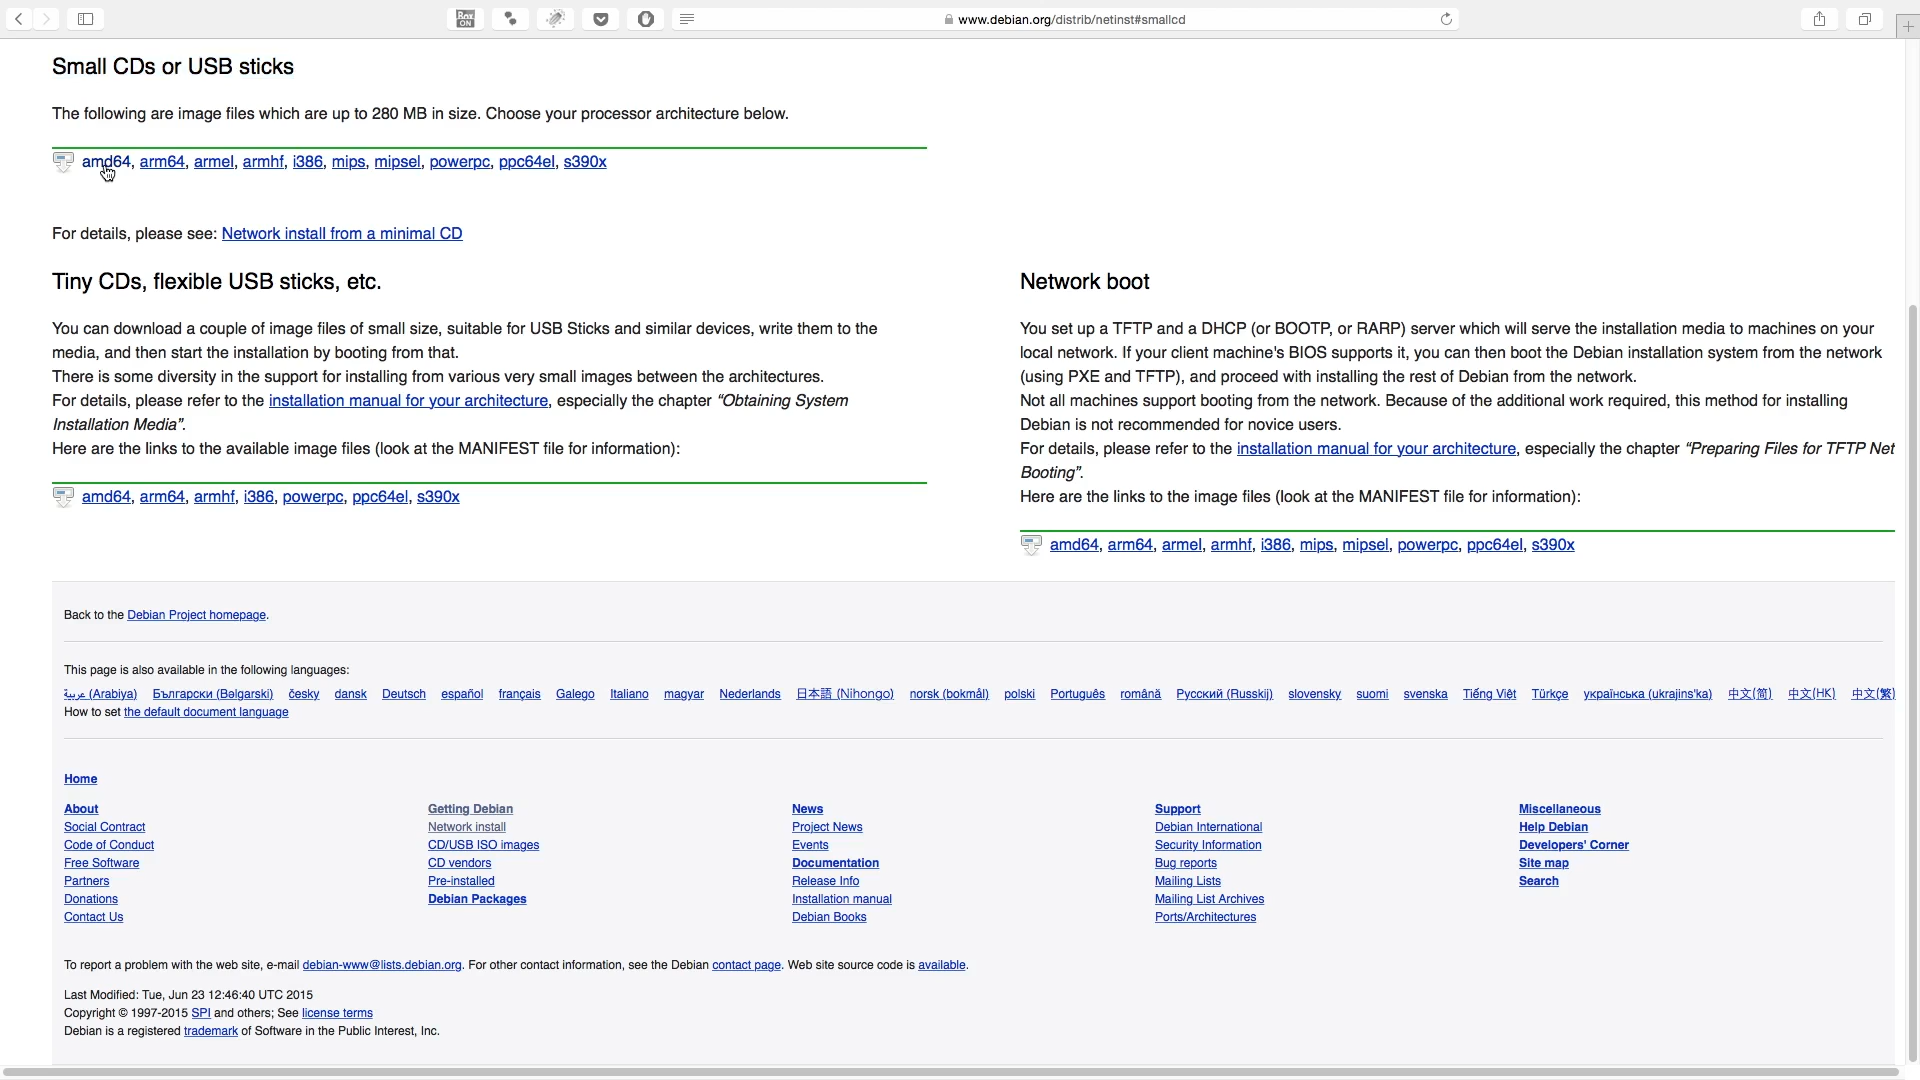 Box ON
www.debian.org/distrib/netinst#smallcd
Small CDs or USB sticks
The following are image files which are up to 280 MB in size. Choose your processor architecture below.
amd64, arm64, armel, armhf, i386, mips, mipsel, powerpc, ppc64el, s390x
For details, please see: Network install from a minimal CD
Tiny CDs, flexible USB sticks, etc.
You can download a couple of image files of small size, suitable for USB Sticks and similar devices, write them to the
media, and then start the installation by booting from that.
There is some diversity in the support for installing from various very small images between the architectures.
For details, please refer to the installation manual for your architecture, especially the chapter “Obtaining System
Installation Media”.
Here are the links to the available image files (look at the MANIFEST file for information):
amd64, arm64, armhf, i386, powerpc, ppc64el, s390x
Network boot
You set up a TFTP and a DHCP (or BOOTP, or RARP) server which will serve the installation media to machines on your
local network. If your client machine's BIOS supports it, you can then boot the Debian installation system from the network
(using PXE and TFTP), and proceed with installing the rest of Debian from the network.
Not all machines support booting from the network. Because of the additional work required, this method for installing
Debian is not recommended for novice users.
For details, please refer to the installation manual for your architecture, especially the chapter “Preparing Files for TFTP Net
Booting”.
Here are the links to the image files (look at the MANIFEST file for information):
amd64, arm64, armel, armhf, i386, mips, mipsel, powerpc, ppc64el, s390x
Back to the Debian Project homepage.
This page is also available in the following languages:
عربية (Arabiya) Български (Bəlgarski) česky dansk Deutsch español français Galego Italiano magyar Nederlands 日本語 (Nihongo) norsk (bokmål) polski Português română Русский (Russkij) slovensky suomi svenska Tiếng Việt Türkçe українська (ukrajins'ka) 中文(简) 中文(HK) 中文(繁)
How to set the default document language
Home
About
Social Contract
Code of Conduct
Free Software
Partners
Donations
Contact Us
Getting Debian
Network install
CD/USB ISO images
CD vendors
Pre-installed
Debian Packages
News
Project News
Events
Documentation
Release Info
Installation manual
Debian Books
Support
Debian International
Security Information
Bug reports
Mailing Lists
Mailing List Archives
Ports/Architectures
Miscellaneous
Help Debian
Developers' Corner
Site map
Search
To report a problem with the web site, e-mail debian-www@lists.debian.org. For other contact information, see the Debian contact page. Web site source code is available.
Last Modified: Tue, Jun 23 12:46:40 UTC 2015
Copyright © 1997-2015 SPI and others; See license terms
Debian is a registered trademark of Software in the Public Interest, Inc.